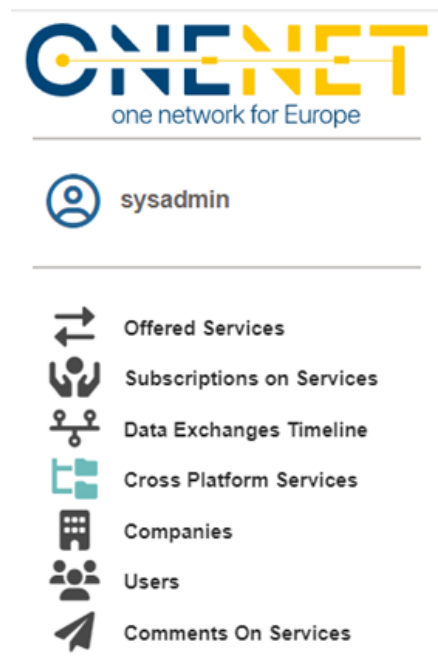 ONENET
one network for Europe
sysadmin
Offered Services
Subscriptions on Services
Data Exchanges Timeline
Cross Platform Services
Companies
Users
Comments On Services